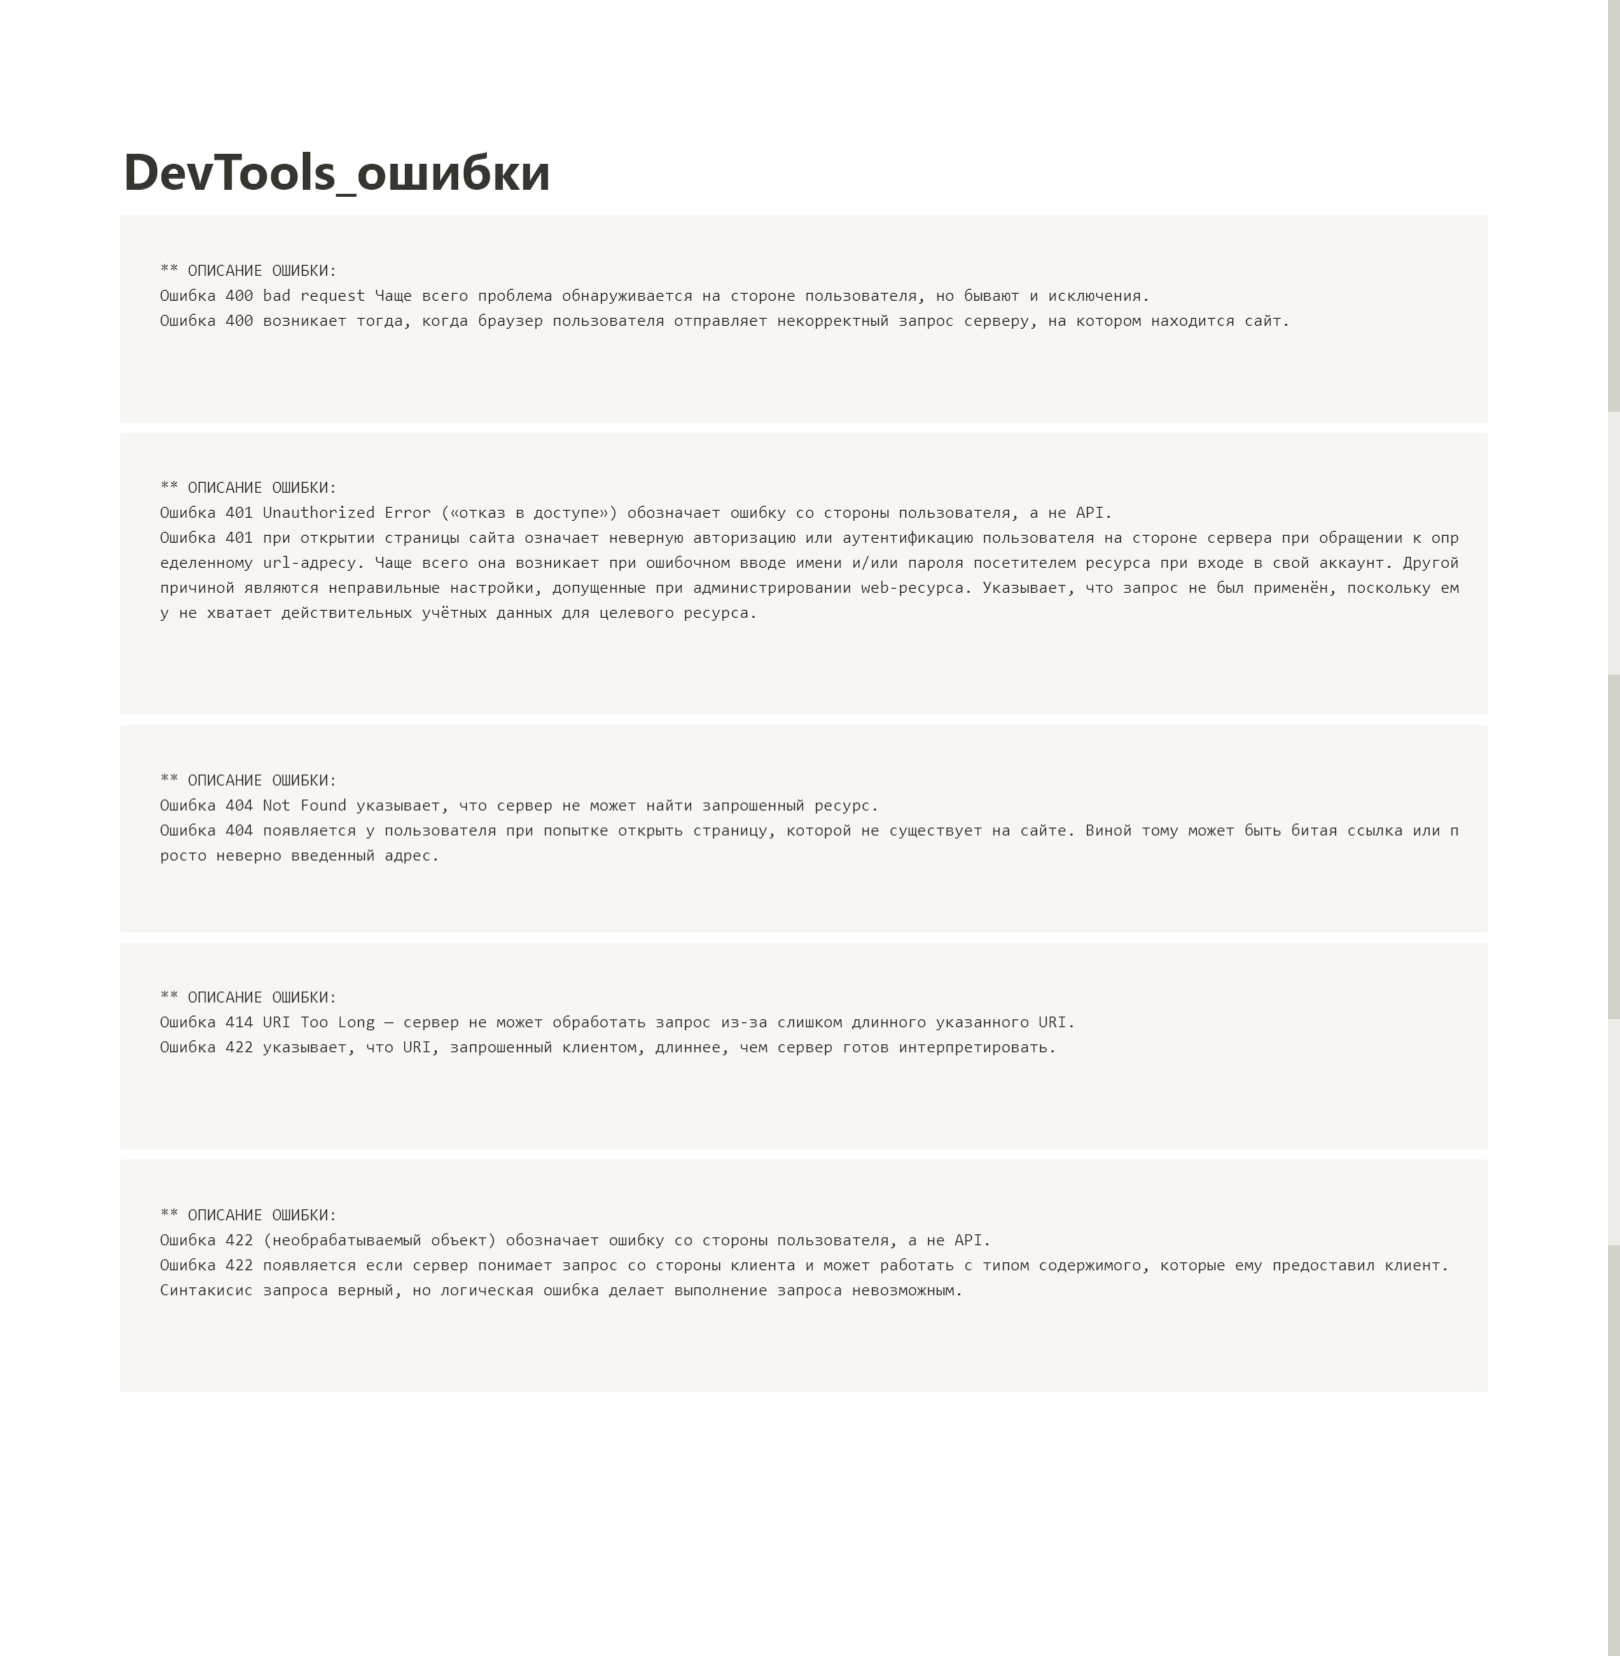 DevTools_ошибки
** ОПИСАНИЕ ОШИБКИ:
Ошибка 400 bad request Чаще всего проблема обнаруживается на стороне пользователя, но бывают и исключения.
Ошибка 400 возникает тогда, когда браузер пользователя отправляет некорректный запрос серверу, на котором находится сайт.
** ОПИСАНИЕ ОШИБКИ:
Ошибка 401 Unauthorized Error («отказ в доступе») обозначает ошибку со стороны пользователя, а не API.
Ошибка 401 при открытии страницы сайта означает неверную авторизацию или аутентификацию пользователя на стороне сервера при обращении к опр
еделенному url-адресу. Чаще всего она возникает при ошибочном вводе имени и/или пароля посетителем ресурса при входе в свой аккаунт. Другой
причиной являются неправильные настройки, допущенные при администрировании web-ресурса. Указывает, что запрос не был применён, поскольку ем
у не хватает действительных учётных данных для целевого ресурса.
** ОПИСАНИЕ ОШИБКИ:
Ошибка 404 Not Found указывает, что сервер не может найти запрошенный ресурс.
Ошибка 404 появляется у пользователя при попытке открыть страницу, которой не существует на сайте. Виной тому может быть битая ссылка или п
росто неверно введенный адрес.
** ОПИСАНИЕ ОШИБКИ:
Ошибка 414 URI Too Long — сервер не может обработать запрос из-за слишком длинного указанного URI.
Ошибка 422 указывает, что URI, запрошенный клиентом, длиннее, чем сервер готов интерпретировать.
** ОПИСАНИЕ ОШИБКИ:
Ошибка 422 (необрабатываемый объект) обозначает ошибку со стороны пользователя, а не API.
Ошибка 422 появляется если сервер понимает запрос со стороны клиента и может работать с типом содержимого, которые ему предоставил клиент.
Синтакисис запроса верный, но логическая ошибка делает выполнение запроса невозможным.